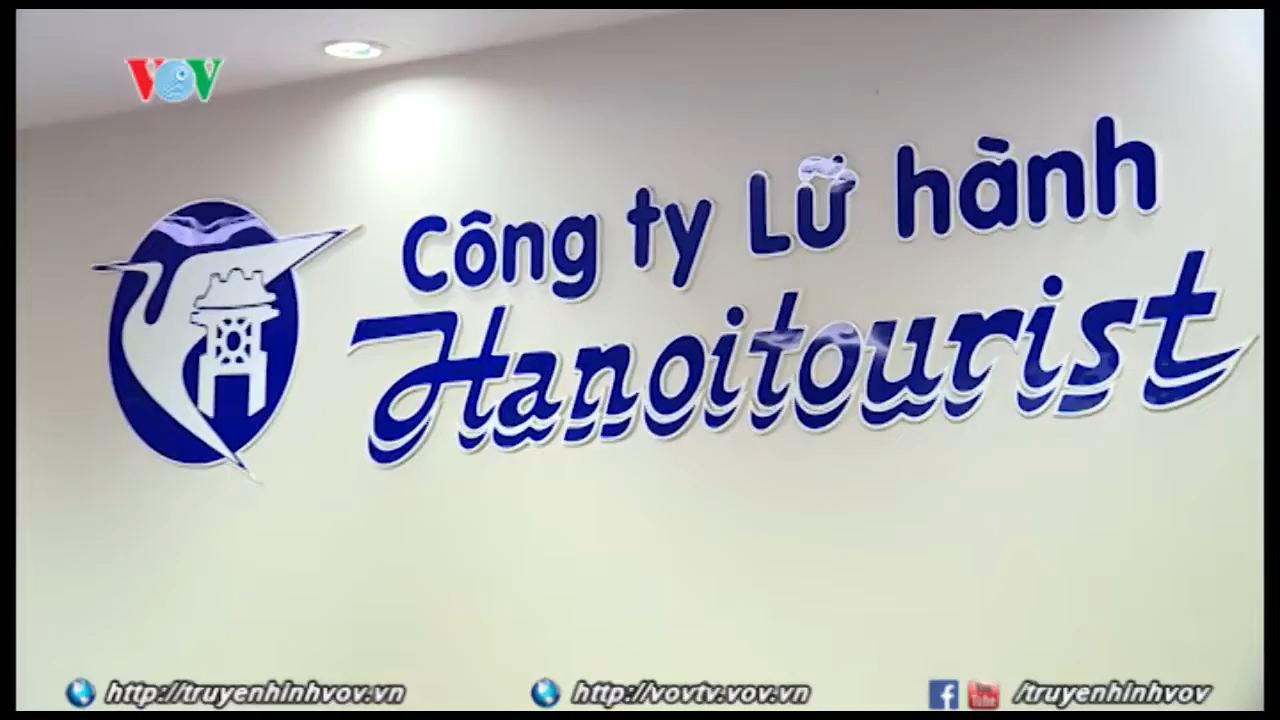 VOV
Công ty Lữ hành
Hanoitourist
http://truyenhinhvov.vn
http://vovtv.vov.vn
/truyenhinhvov